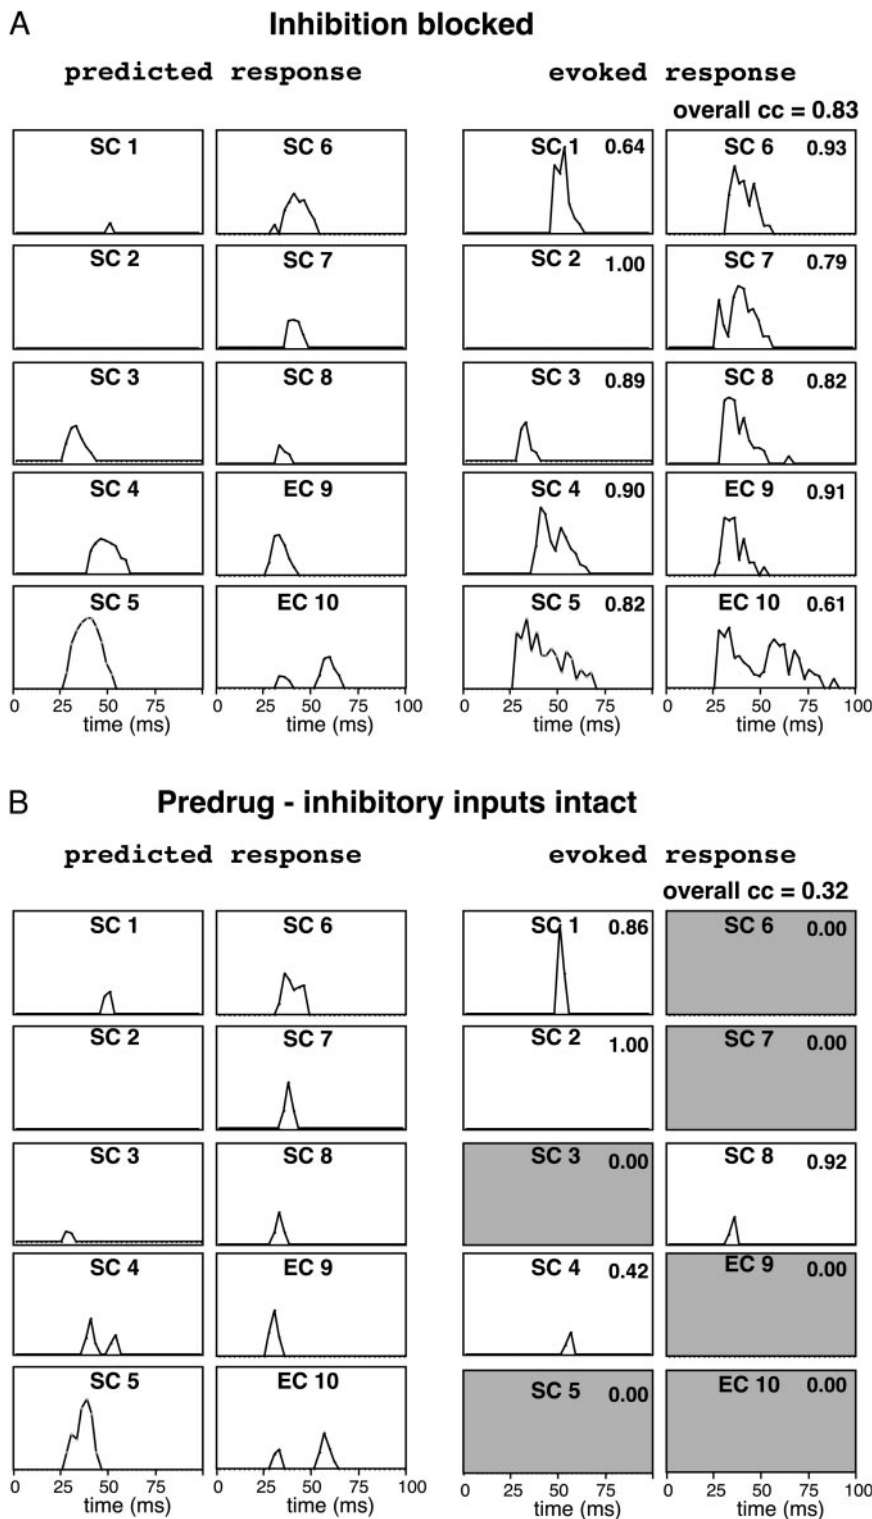 A Inhibition blocked
predicted response evoked response
overall cc = 0.83
SC 1 SC 6 SC 1 0.64 SC 6 0.93
SC 2 SC 7 SC 2 1.00 SC 7 0.79
SC 3 SC 8 SC 3 0.89 SC 8 0.82
SC 4 EC 9 SC 4 0.90 EC 9 0.91
SC 5 EC 10 SC 5 0.82 EC 10 0.61
0 25 50 75 0 25 50 75 100 0 25 50 75 0 25 50 75 100
time (ms) time (ms) time (ms) time (ms)
B Predrug - inhibitory inputs intact
predicted response evoked response
overall cc = 0.32
SC 1 SC 6 SC 1 0.86 SC 6 0.00
SC 2 SC 7 SC 2 1.00 SC 7 0.00
SC 3 SC 8 SC 3 0.00 SC 8 0.92
SC 4 EC 9 SC 4 0.42 EC 9 0.00
SC 5 EC 10 SC 5 0.00 EC 10 0.00
0 25 50 75 0 25 50 75 100 0 25 50 75 0 25 50 75 100
time (ms) time (ms) time (ms) time (ms)